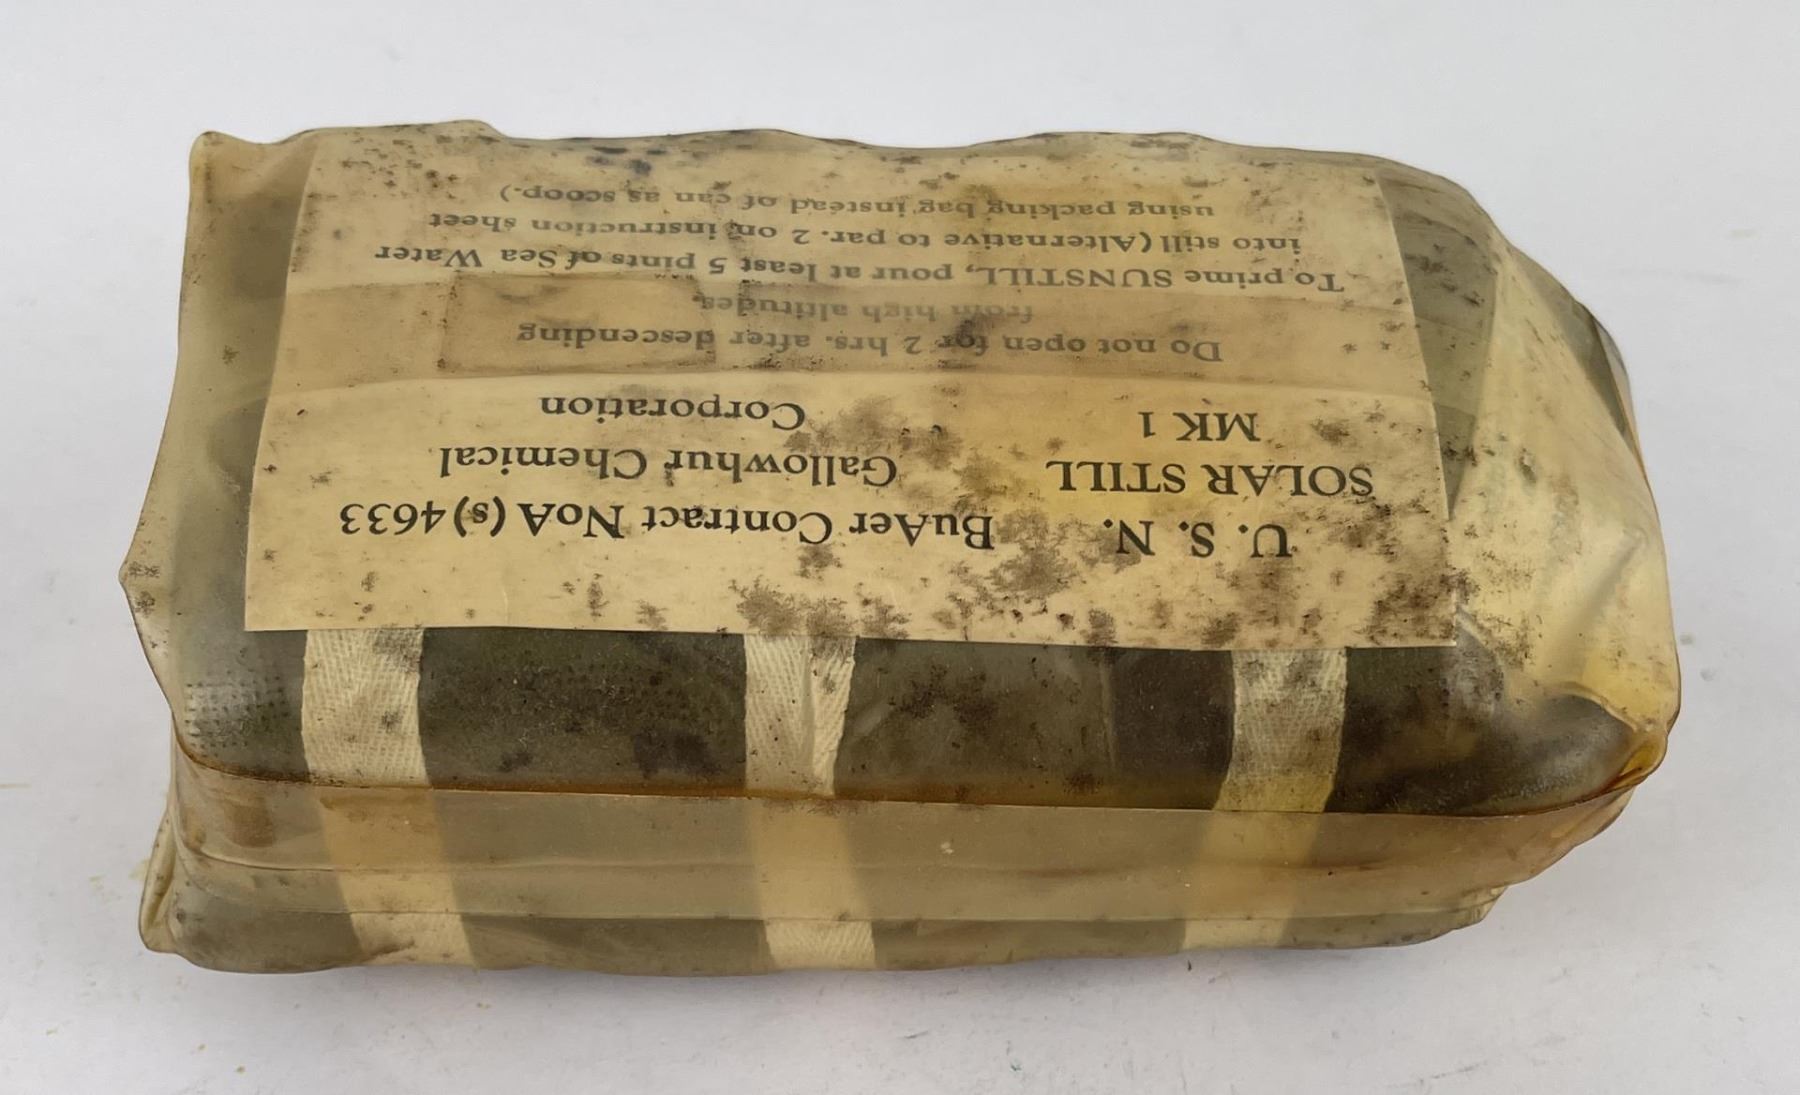 U. S. N. BuAer Contract NoA (s) 4633
SOLAR STILL Gallowhur Chemical
MK 1 Corporation
Do not open for 2 hrs. after descending
from high altitudes.
To prime SUNSTILL, pour at least 5 pints of Sea Water
into still (Alternative to par. 2 on instruction sheet
using packing bag instead of can as scoop.)